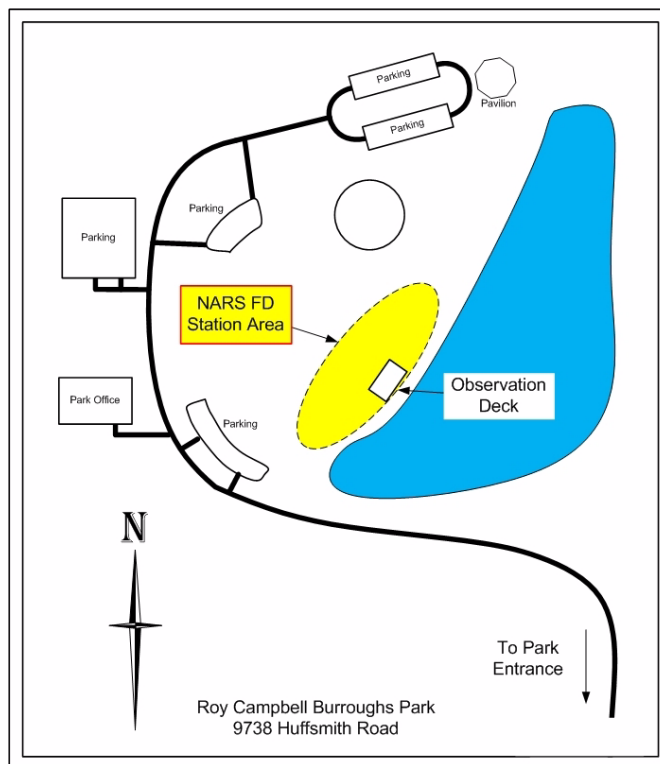 Parking
Pavilion
Parking
Parking
Parking
NARS FD
Station Area
Observation
Deck
Park Office
Parking
N
To Park
Entrance
Roy Campbell Burroughs Park
9738 Huffsmith Road